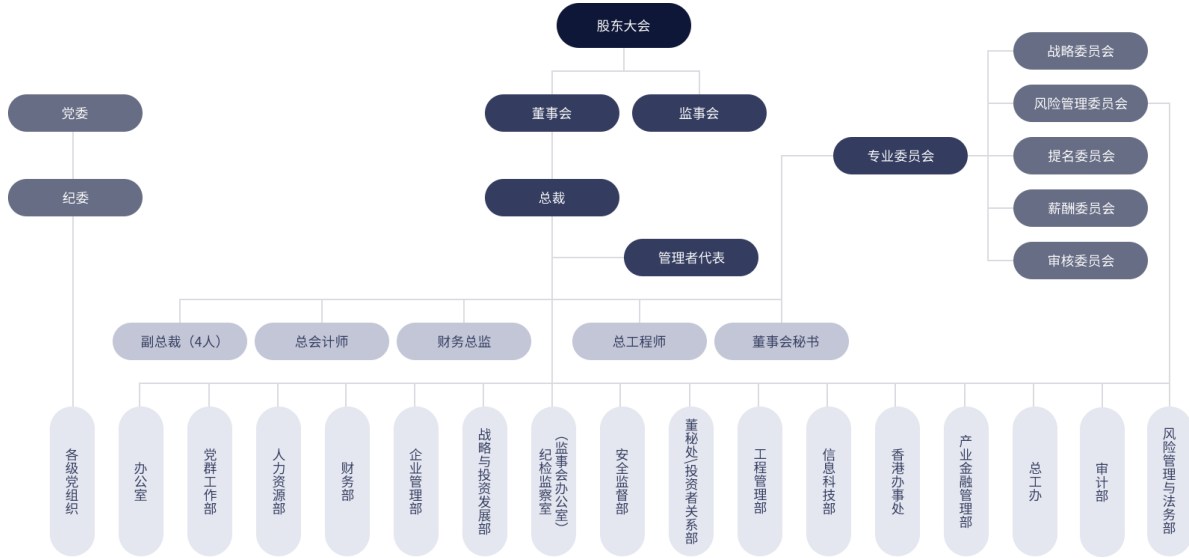 股东大会
战略委员会
党委
董事会
监事会
风险管理委员会
专业委员会
提名委员会
纪委
总裁
薪酬委员会
管理者代表
审核委员会
副总裁（4人）
总会计师
财务总监
总工程师
董事会秘书
各级党组织
办公室
党群工作部
人力资源部
财务部
企业管理部
战略与投资发展部
（监事会办公室）
纪检监察室
安全监督部
董秘处\投资者关系部
工程管理部
信息科技部
香港办事处
产业金融管理部
总工办
审计部
风险管理与法务部